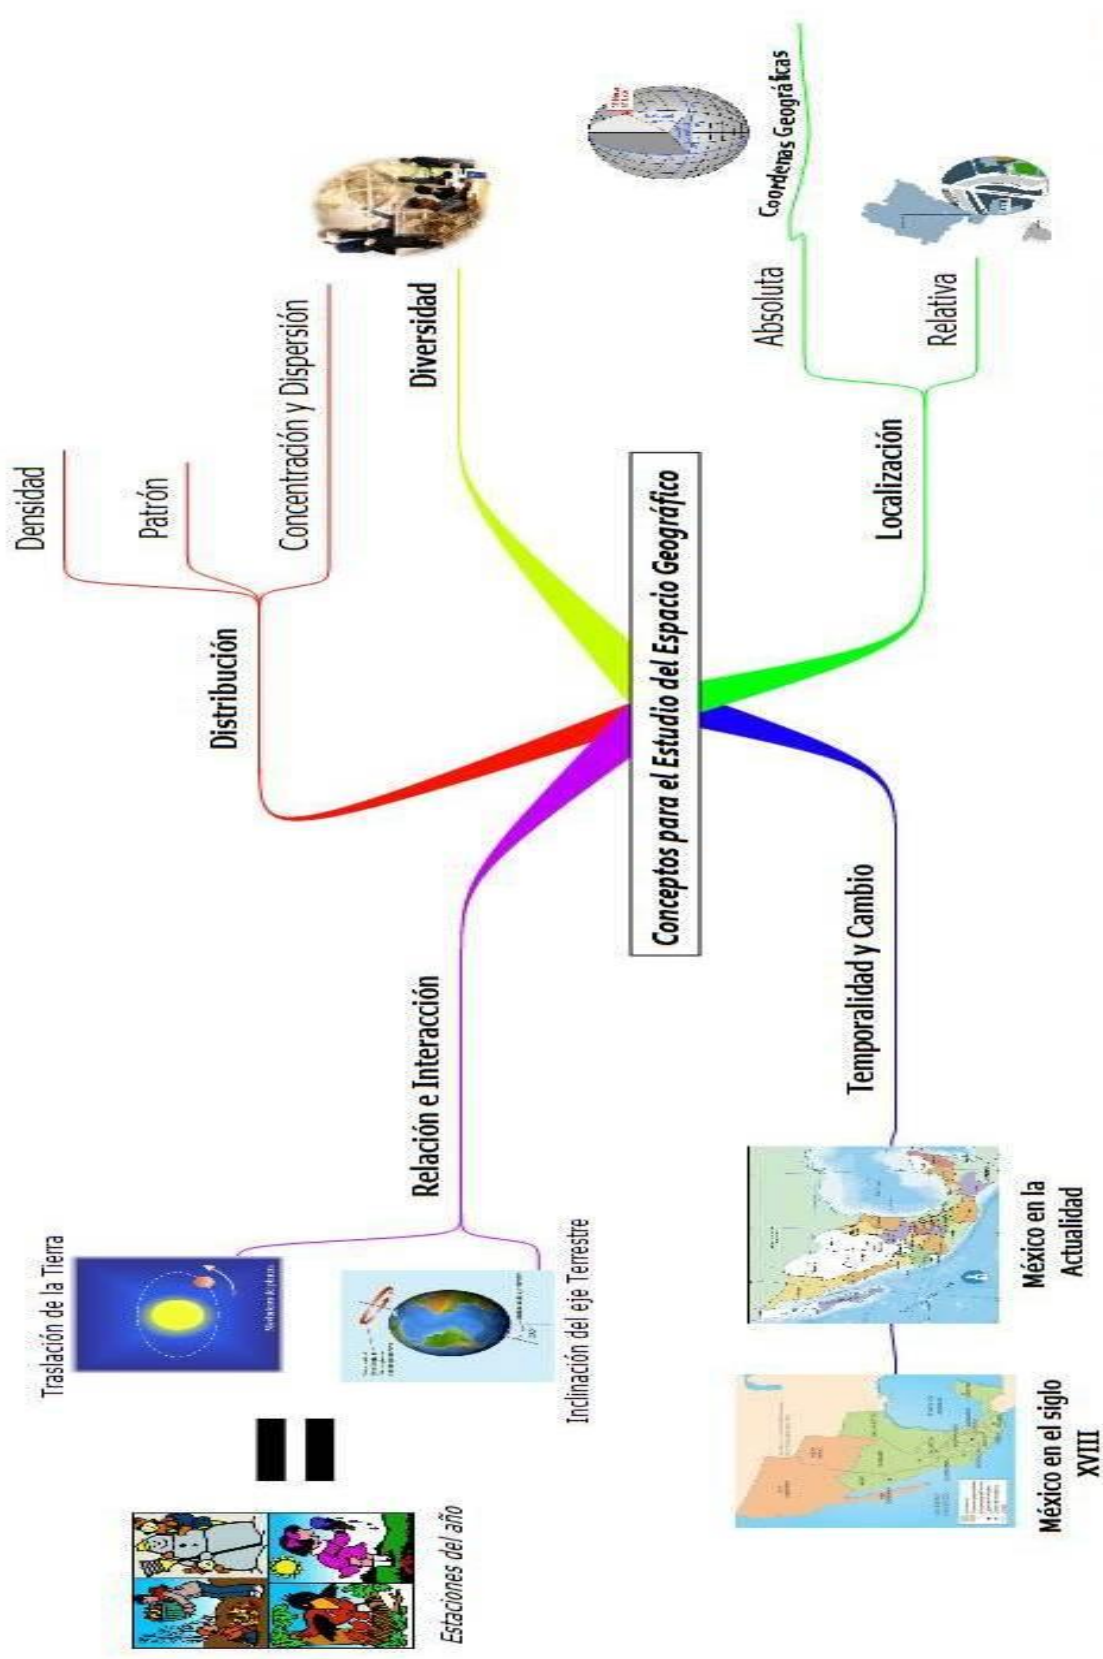 Estaciones del año
Traslación de la Tierra
Inclinación del eje Terrestre
Relación e Interacción
Distribución
Densidad
Patrón
Concentración y Dispersión
Diversidad
Conceptos para el Estudio del Espacio Geográfico
Temporalidad y Cambio
México en el siglo
XVIII
México en la
Actualidad
Localización
Absoluta
Coordenas Geográficas
Relativa